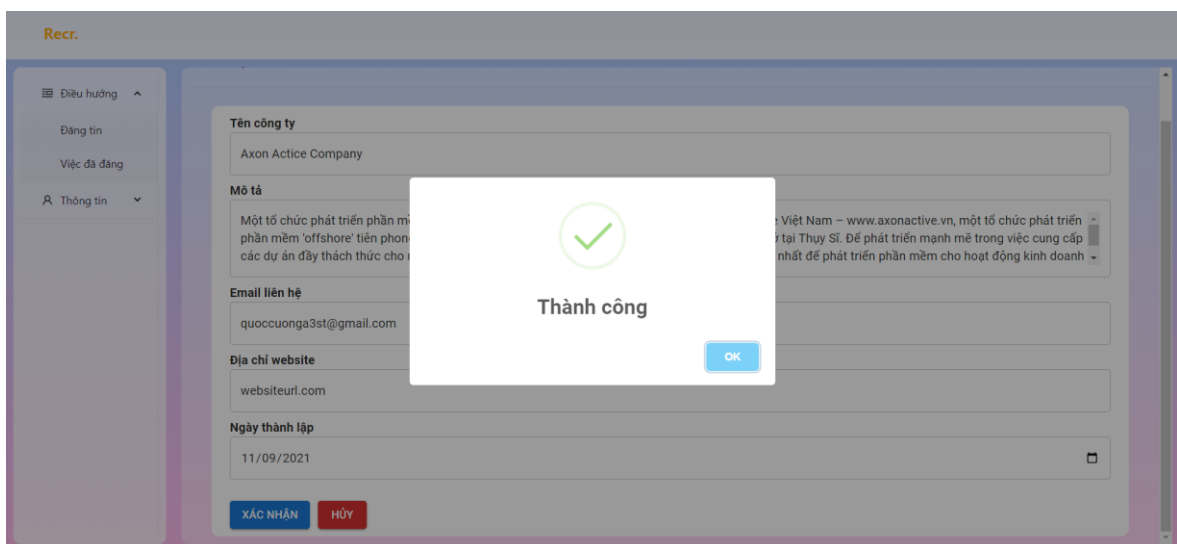 Recr.
Điều hướng
Đăng tin
Việc đã đăng
Thông tin
Tên công ty
Axon Actice Company
Mô tả
Một tổ chức phát triển phần m
Việt Nam – www.axonactive.vn, một tổ chức phát triển
phần mềm 'offshore' tiên phon
tại Thụy Sĩ. Để phát triển mạnh mẽ trong việc cung cấp
các dự án đầy thách thức cho
nhất để phát triển phần mềm cho hoạt động kinh doanh
Email liên hệ
quoccuonga3st@gmail.com
Địa chỉ website
websiteurl.com
Ngày thành lập
11/09/2021
XÁC NHẬN
HỦY
Thành công
OK